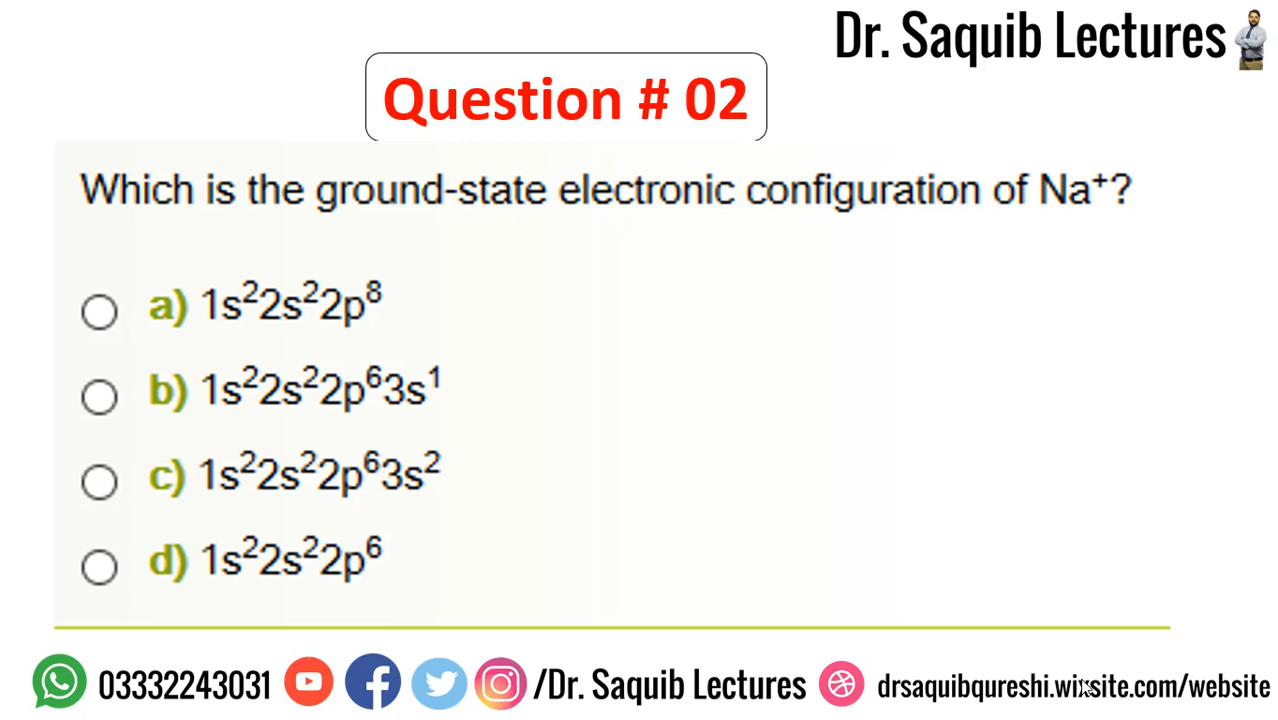 Dr. Saquib Lectures
Question # 02
Which is the ground-state electronic configuration of Na⁺?
a) 1s²2s²2p⁸
b) 1s²2s²2p⁶3s¹
c) 1s²2s²2p⁶3s²
d) 1s²2s²2p⁶
03332243031 /Dr. Saquib Lectures drsaquibqureshi.wixsite.com/website